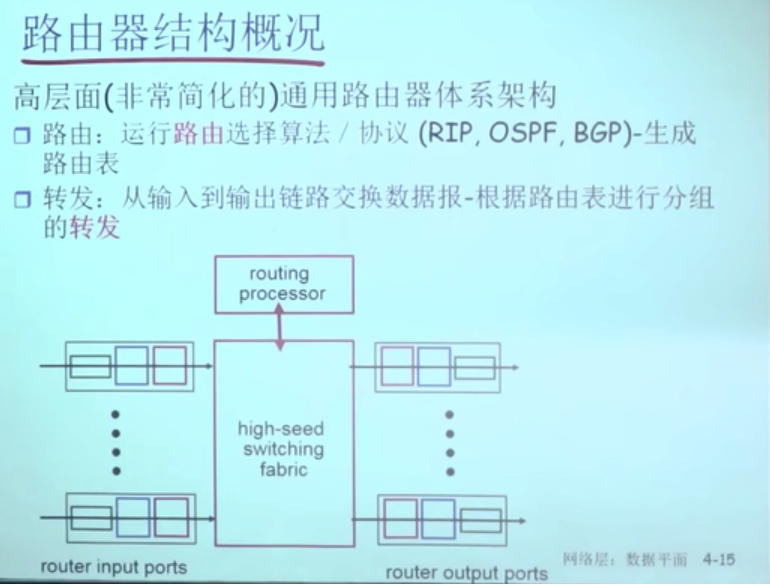 路由器结构概况
高层面(非常简化的)通用路由器体系架构
路由：运行路由选择算法 / 协议 (RIP, OSPF, BGP)-生成
路由表
转发：从输入到输出链路交换数据报-根据路由表进行分组
的转发
routing
processor
high-seed
switching
fabric
router input ports
router output ports
网络层：数据平面 4-15